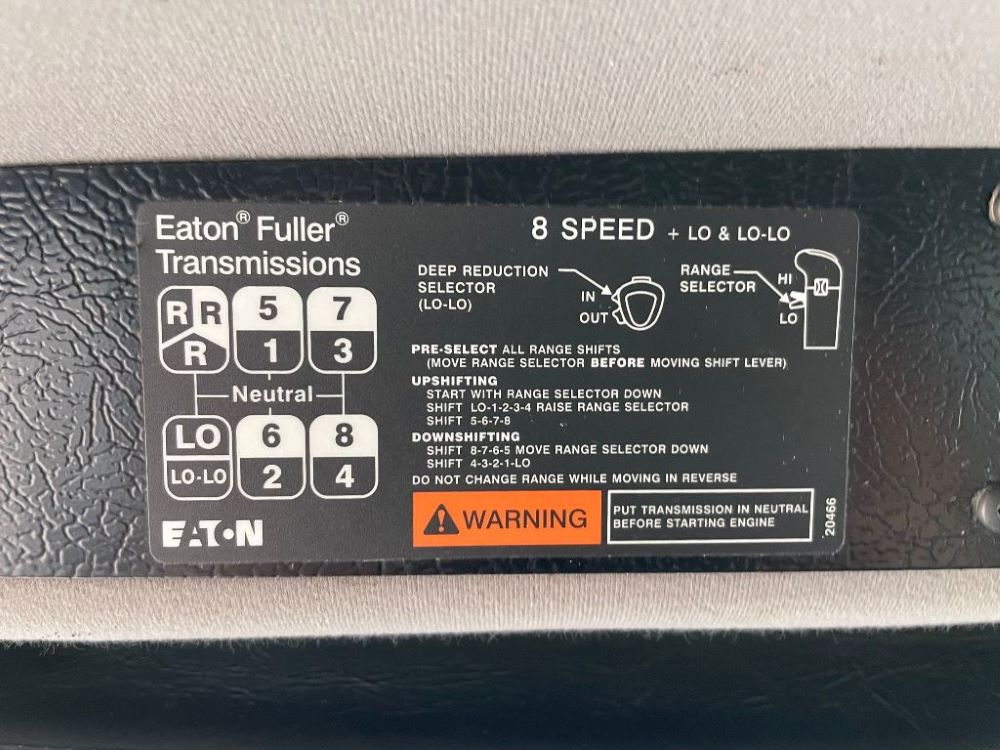 Eaton® Fuller®
Transmissions
R R
R
5
1
7
3
Neutral
LO
LO-LO
6
2
8
4
EATON
8 SPEED + LO & LO-LO
DEEP REDUCTION
SELECTOR
(LO-LO)
IN
OUT
RANGE
SELECTOR
HI
LO
PRE-SELECT ALL RANGE SHIFTS
(MOVE RANGE SELECTOR BEFORE MOVING SHIFT LEVER)
UPSHIFTING
START WITH RANGE SELECTOR DOWN
SHIFT LO-1-2-3-4 RAISE RANGE SELECTOR
SHIFT 5-6-7-8
DOWNSHIFTING
SHIFT 8-7-6-5 MOVE RANGE SELECTOR DOWN
SHIFT 4-3-2-1-LO
DO NOT CHANGE RANGE WHILE MOVING IN REVERSE
WARNING
PUT TRANSMISSION IN NEUTRAL
BEFORE STARTING ENGINE
20466